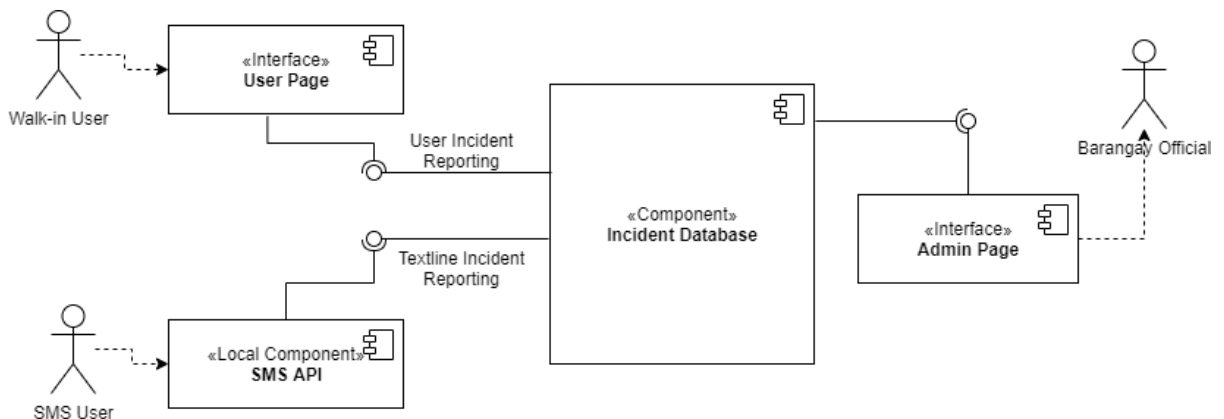 «Interface»
User Page
Walk-in User
User Incident
Reporting
«Component»
Incident Database
Textline Incident
Reporting
«Local Component»
SMS API
SMS User
Barangay Official
«Interface»
Admin Page